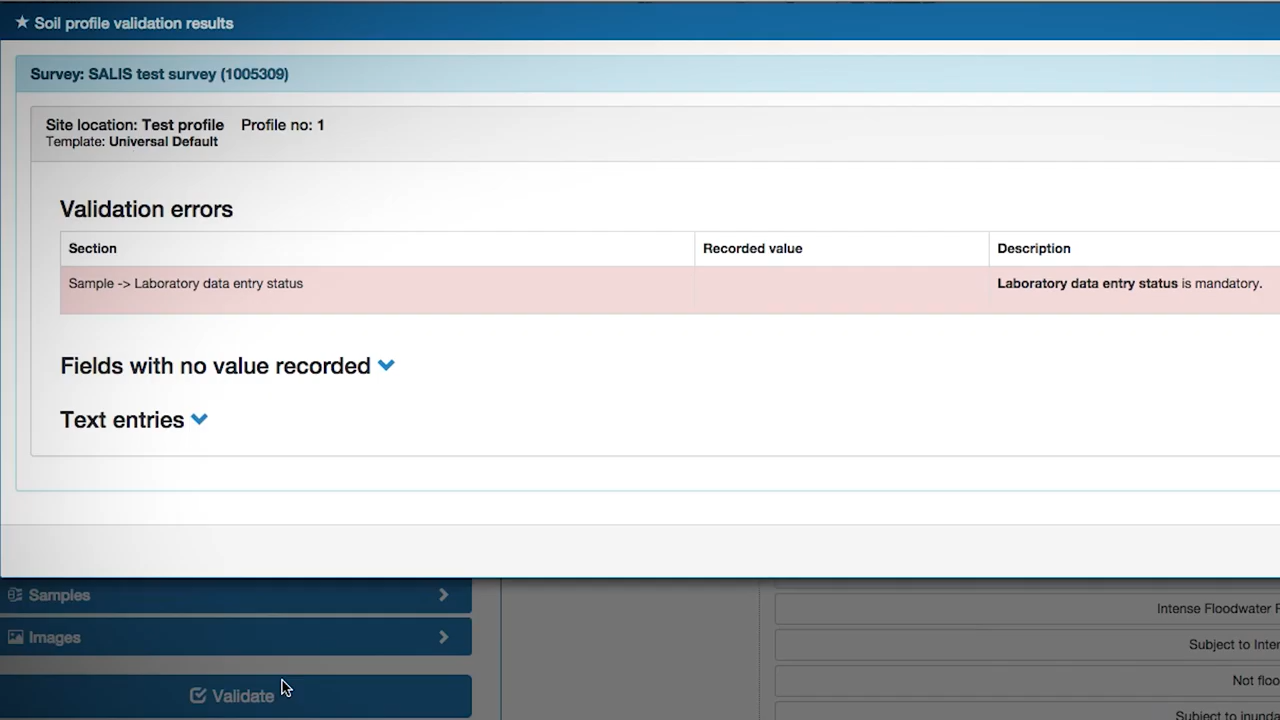 Soil profile validation results
Survey: SALIS test survey (1005309)
Site location: Test profile Profile no: 1
Template: Universal Default
Validation errors
Section Recorded value Description
Sample -> Laboratory data entry status Laboratory data entry status is mandatory.
Fields with no value recorded
Text entries
Samples
Intense Floodwater
Images
Subject to
Validate
Not
Subject to